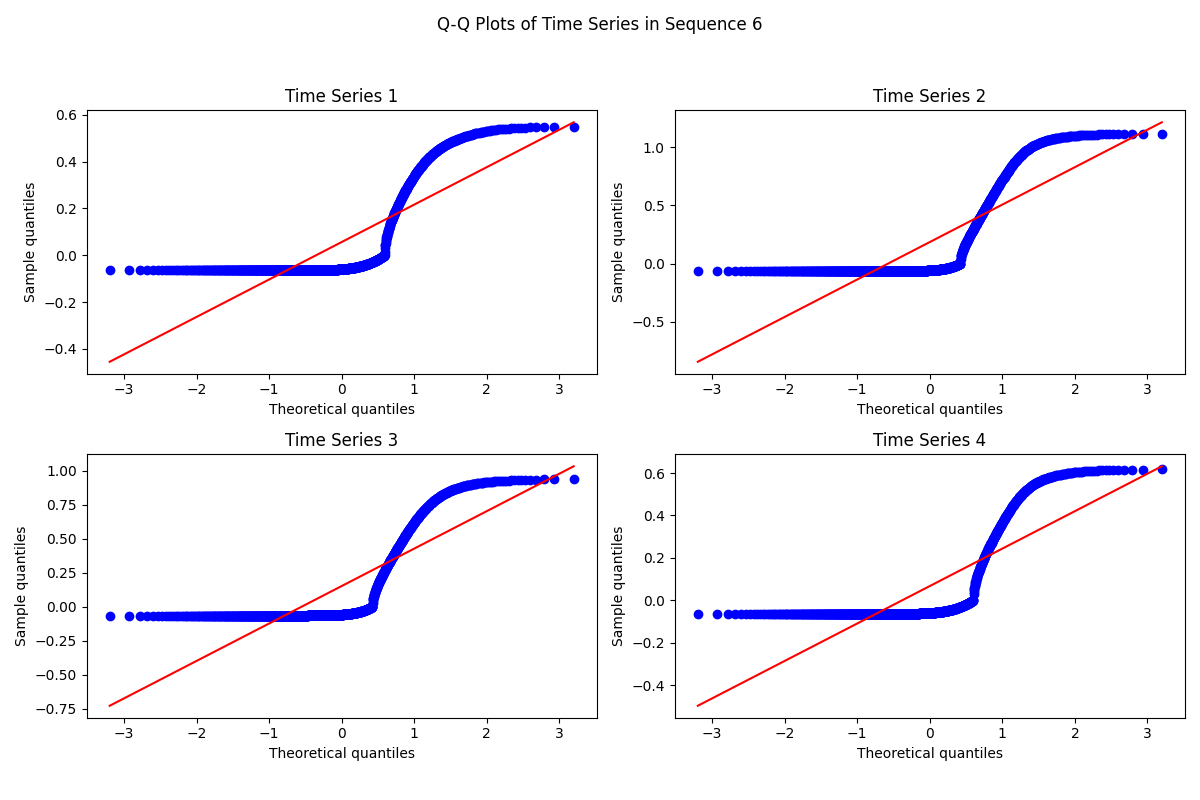 Q-Q Plots of Time Series in Sequence 6
Time Series 1
0.6
0.4
0.2
0.0
−0.2
−0.4
Sample quantiles
−3 −2 −1 0 1 2 3
Theoretical quantiles
Time Series 2
1.0
0.5
0.0
−0.5
Sample quantiles
−3 −2 −1 0 1 2 3
Theoretical quantiles
Time Series 3
1.00
0.75
0.50
0.25
0.00
−0.25
−0.50
−0.75
Sample quantiles
−3 −2 −1 0 1 2 3
Theoretical quantiles
Time Series 4
0.6
0.4
0.2
0.0
−0.2
−0.4
Sample quantiles
−3 −2 −1 0 1 2 3
Theoretical quantiles